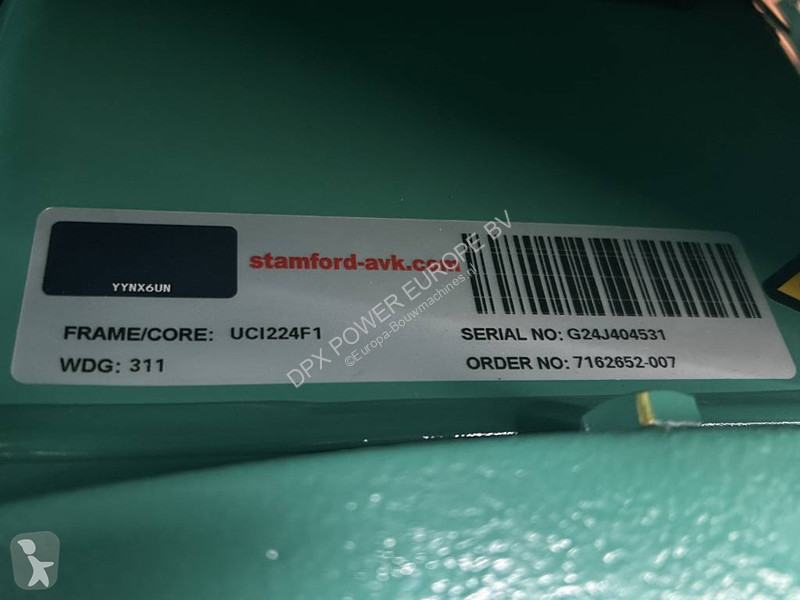 YYNX6UN
stamford-avk.com
FRAME/CORE: UCI224F1
SERIAL NO: G24J404531
WDG: 311
ORDER NO: 7162652-007
DPX POWER EUROPE BV
©Europa-Bouwmachines.nl